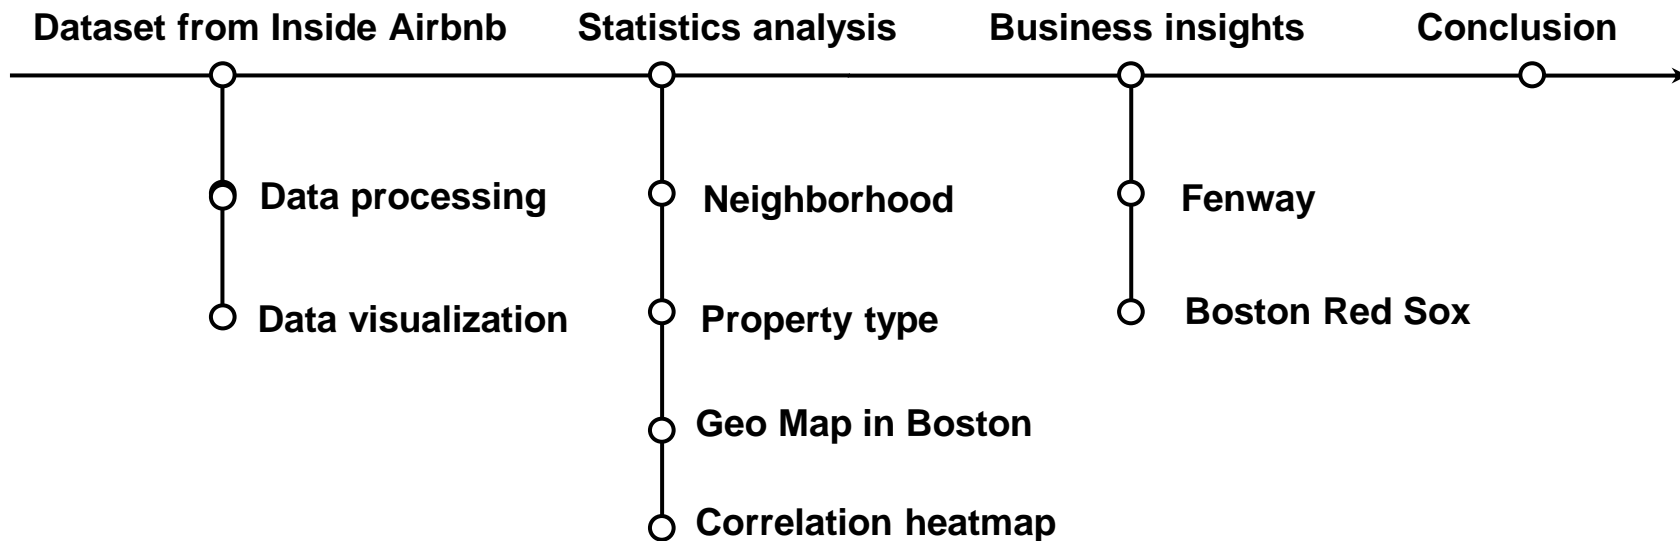 Dataset from Inside Airbnb
Statistics analysis
Business insights
Conclusion
Data processing
Data visualization
Neighborhood
Property type
Geo Map in Boston
Correlation heatmap
Fenway
Boston Red Sox